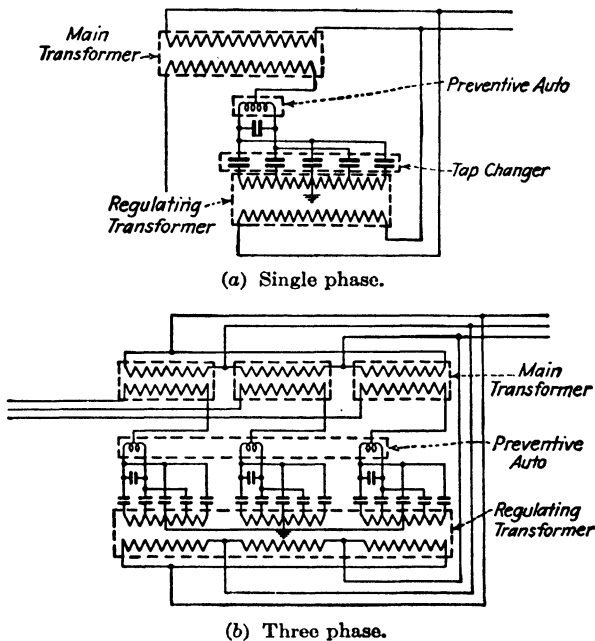 Main
Transformer
Preventive Auto
Tap Changer
Regulating
Transformer
(a) Single phase.
Main
Transformer
Preventive
Auto
Regulating
Transformer
(b) Three phase.